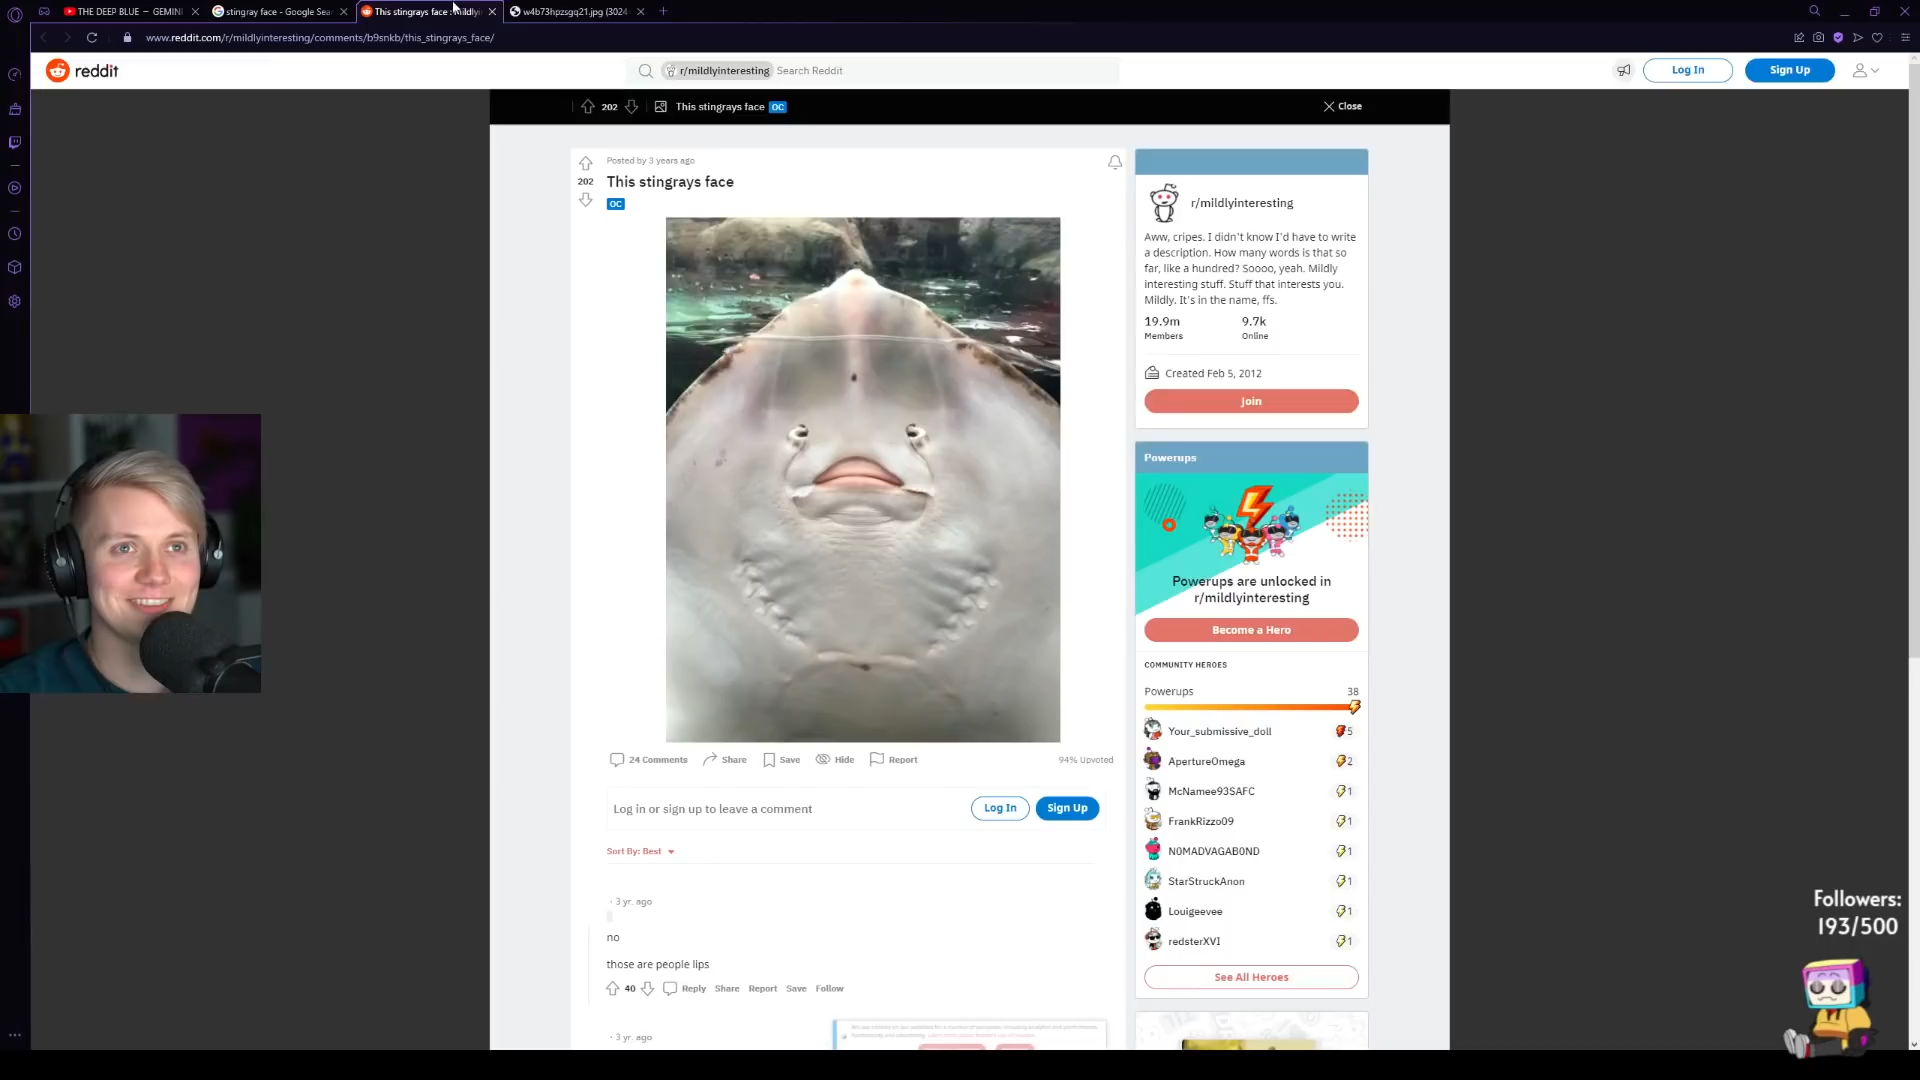 THE DEEP BLUE – GEMINI
stingray face - Google Sear
This stingrays face : mildlyi
w4b73hpzsgq21.jpg (3024
www.reddit.com/r/mildlyinteresting/comments/b9snkb/this_stingrays_face/
reddit
r/mildlyinteresting
Search Reddit
Log In
Sign Up
202
This stingrays face
OC
Close
Posted by 3 years ago
202
This stingrays face
OC
24 Comments
Share
Save
Hide
Report
94% Upvoted
Log in or sign up to leave a comment
Log In
Sign Up
Sort By: Best
· 3 yr. ago
no
those are people lips
40
Reply
Share
Report
Save
Follow
· 3 yr. ago
r/mildlyinteresting
Aww, cripes. I didn't know I'd have to write
a description. How many words is that so
far, like a hundred? Soooo, yeah. Mildly
interesting stuff. Stuff that interests you.
Mildly. It's in the name, ffs.
19.9m
Members
9.7k
Online
Created Feb 5, 2012
Join
Powerups
Powerups are unlocked in
r/mildlyinteresting
Become a Hero
COMMUNITY HEROES
Powerups
38
Your_submissive_doll
5
ApertureOmega
2
McNamee93SAFC
1
FrankRizzo09
1
N0MADVAGAB0ND
1
StarStruckAnon
1
Louigeevee
1
redsterXVI
1
See All Heroes
Followers:
193/500